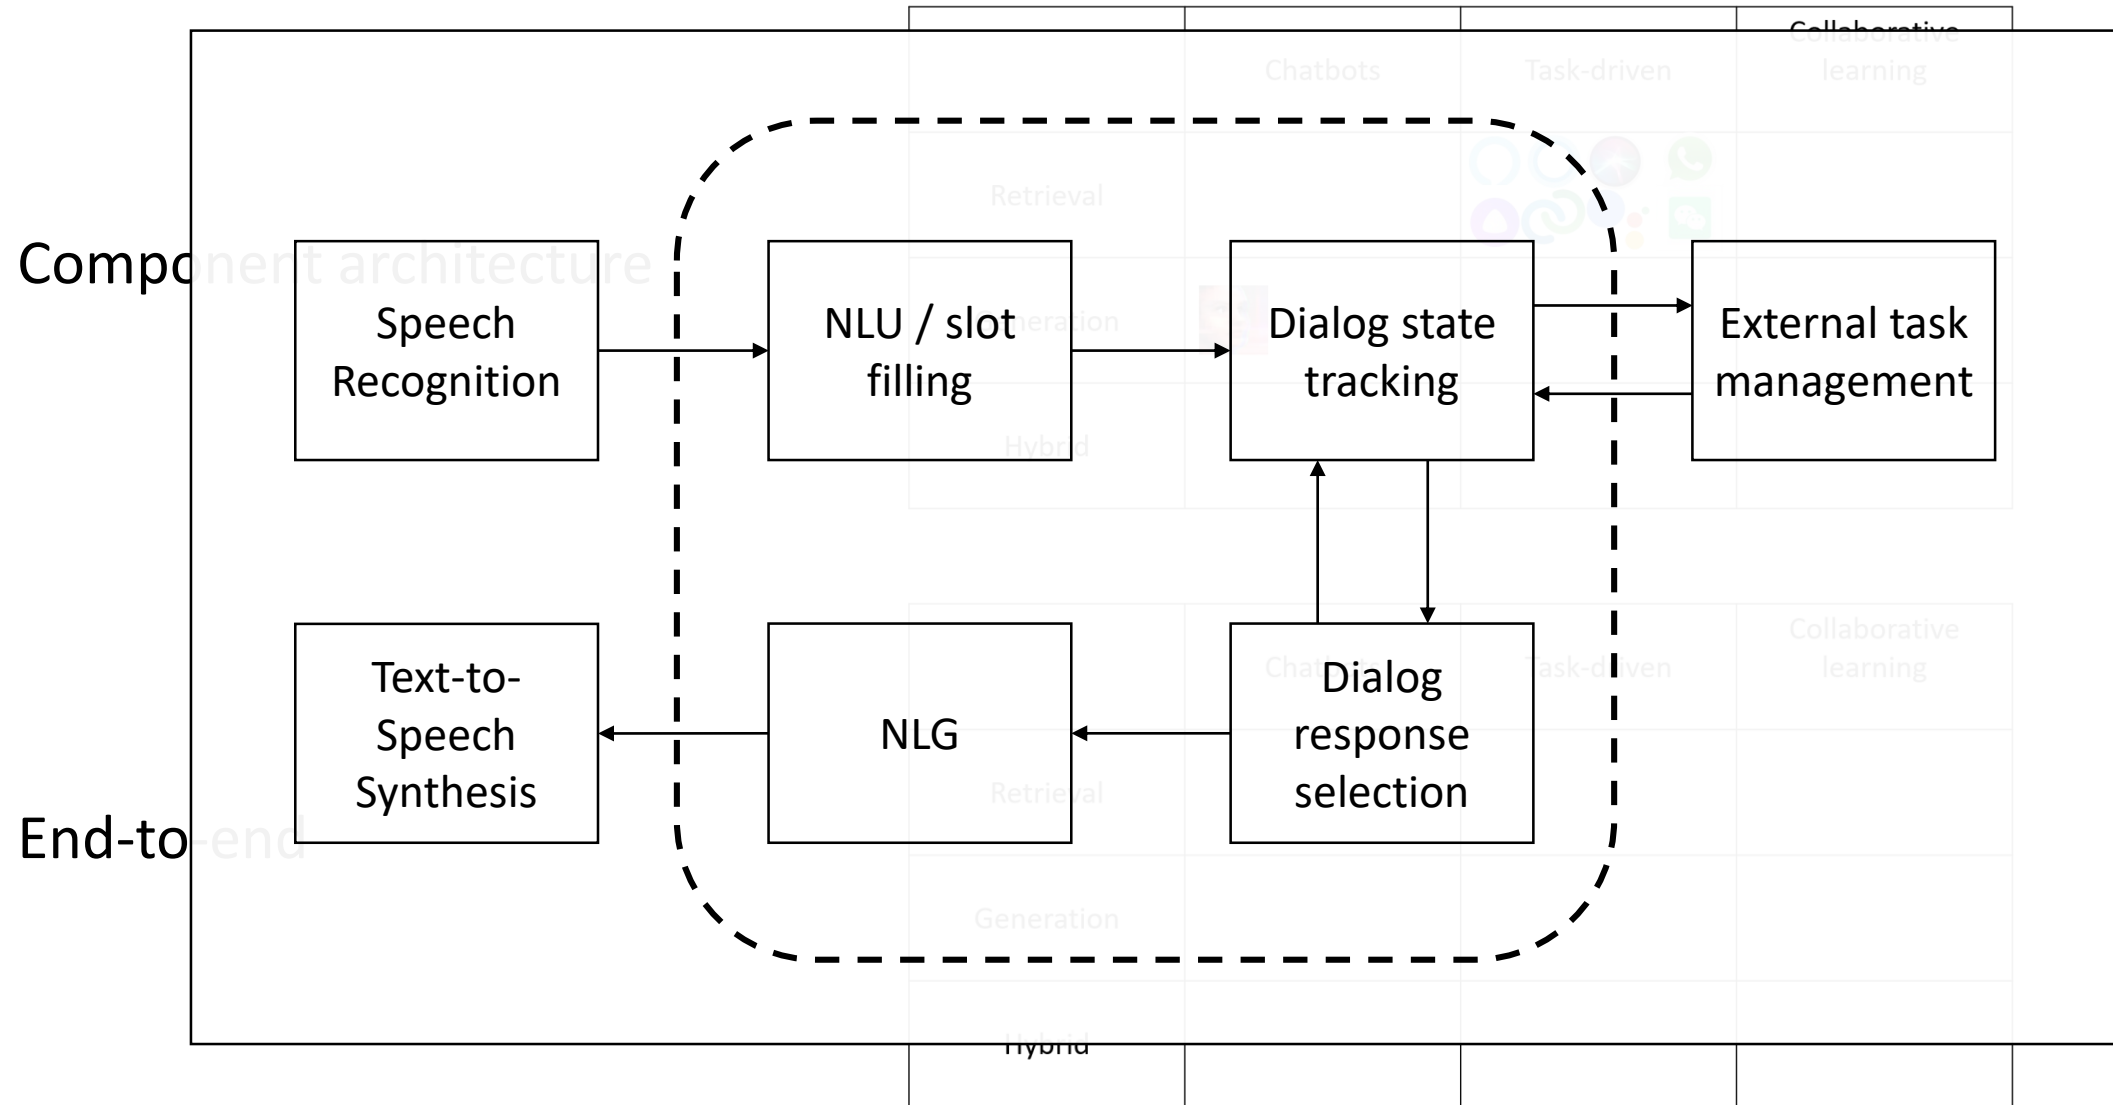 Collaborative
learning
Chatbots
Task-driven
Retrieval
Component architecture
Speech
Recognition
NLU / slot
filling
Generation
Dialog state
tracking
External task
management
Hybrid
Collaborative
learning
Chatbots
Task-driven
Text-to-
Speech
Synthesis
NLG
Dialog
response
selection
Retrieval
End-to-end
Generation
Hybrid